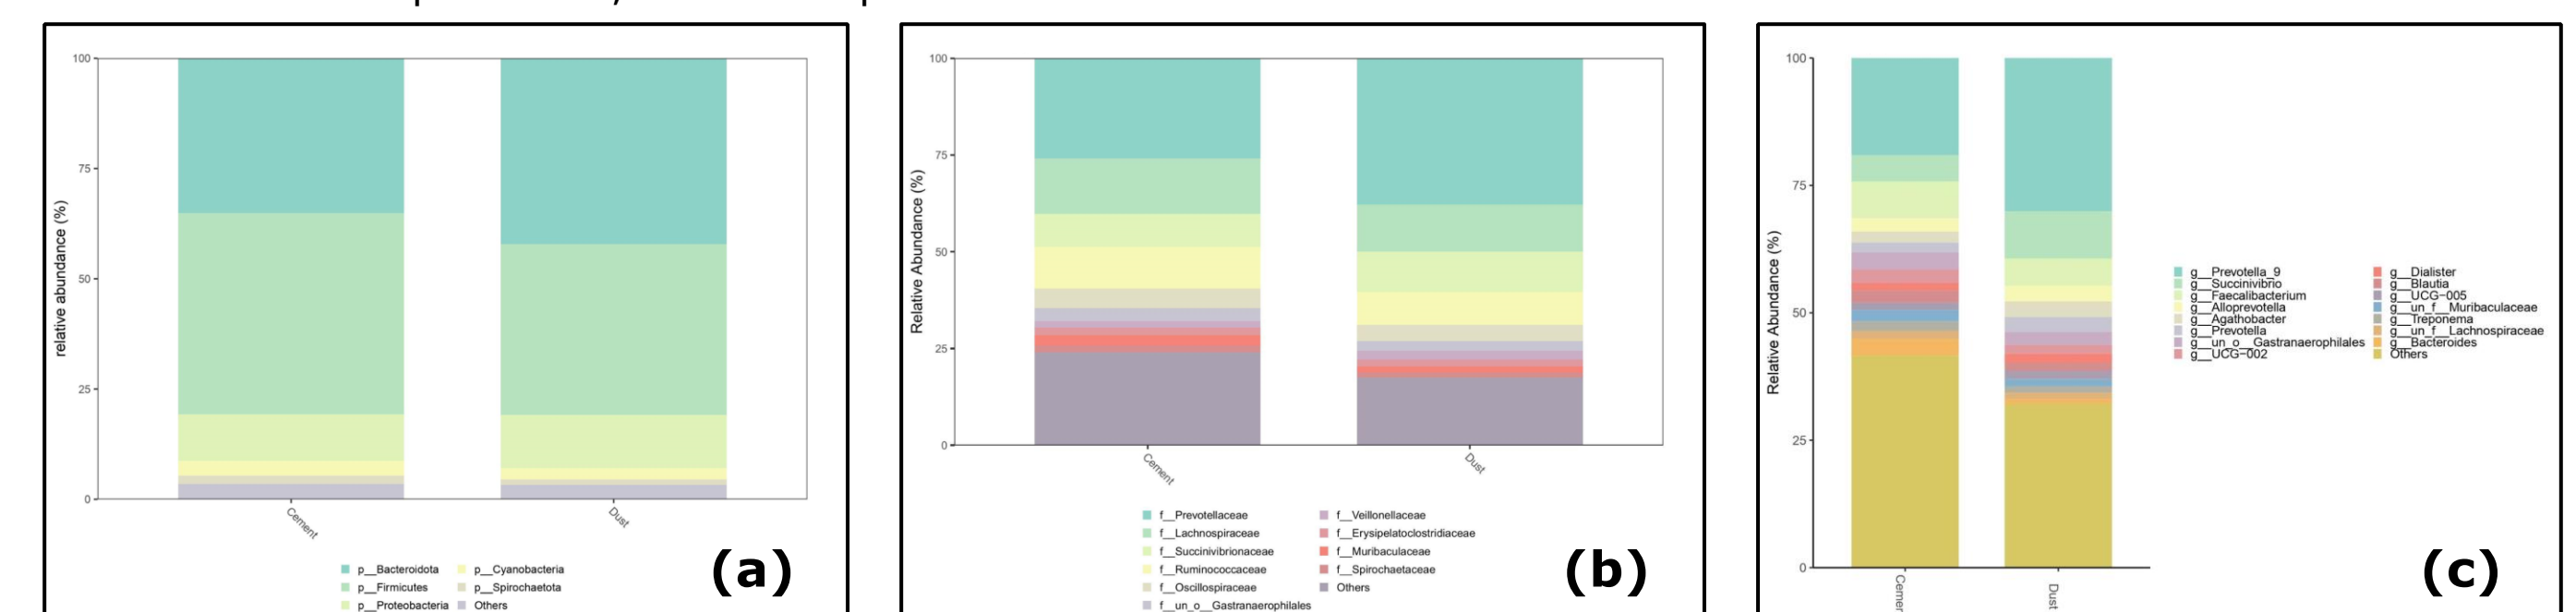 100
75
50
25
0
relative abundance (%)
Cement
Dust
p__Bacteroidota
p__Firmicutes
p__Proteobacteria
p__Cyanobacteria
p__Spirochaetota
Others
(a)
100
75
50
25
0
Relative Abundance (%)
Cement
Dust
f__Prevotellaceae
f__Lachnospiraceae
f__Succinivibrionaceae
f__Ruminococcaceae
f__Oscillospiraceae
f__un_o__Gastranaerophilales
f__Veillonellaceae
f__Erysipelatoclostridiaceae
f__Muribaculaceae
f__Spirochaetaceae
Others
(b)
100
75
50
25
0
Relative Abundance (%)
Dust
g__Prevotella_9
g__Succinivibrio
g__Faecalibacterium
g__Alloprevotella
g__Agathobacter
g__Prevotella
g__un_o__Gastranaerophilales
g__UCG-002
g__Dialister
g__Blautia
g__UCG-005
g__un_f__Muribaculaceae
g__Treponema
g__un_f__Lachnospiraceae
g__Bacteroides
Others
(c)